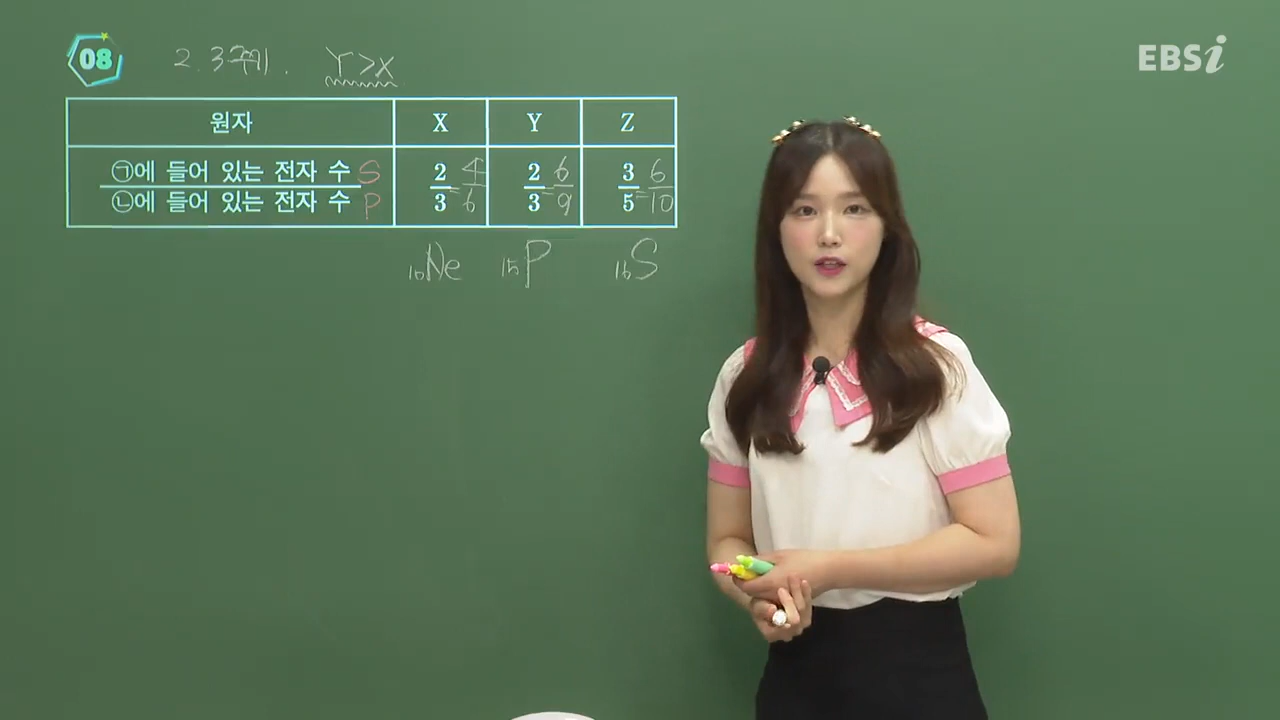 08 2. 3주기. Y>X
EBSi
원자 X Y Z
㉠에 들어 있는 전자 수 S 2/3 = 4/6 2/3 = 6/9 3/5 = 6/10
㉡에 들어 있는 전자 수 P
10Ne 15P 16S